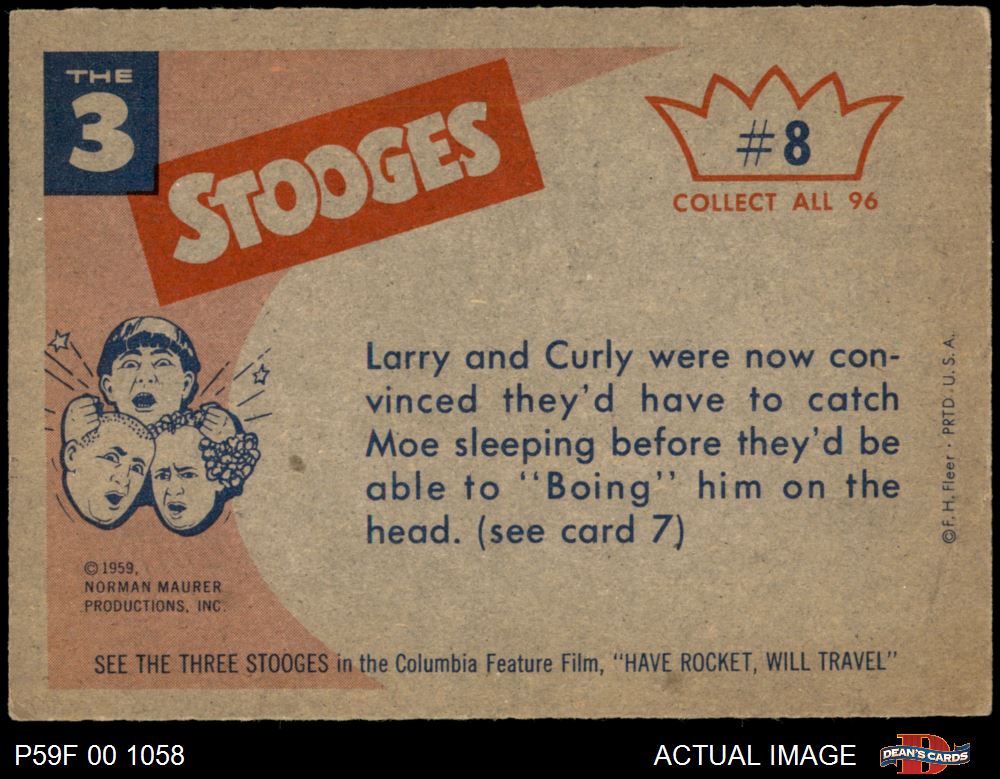 THE
3
STOOGES
#8
COLLECT ALL 96
Larry and Curly were now con-
vinced they'd have to catch
Moe sleeping before they'd be
able to "Boing" him on the
head. (see card 7)
©F. H. Fleer · PRTD. U. S. A.
© 1959,
NORMAN MAURER
PRODUCTIONS, INC.
SEE THE THREE STOOGES in the Columbia Feature Film, "HAVE ROCKET, WILL TRAVEL"
P59F 00 1058
ACTUAL IMAGE
D
DEAN'S CARDS